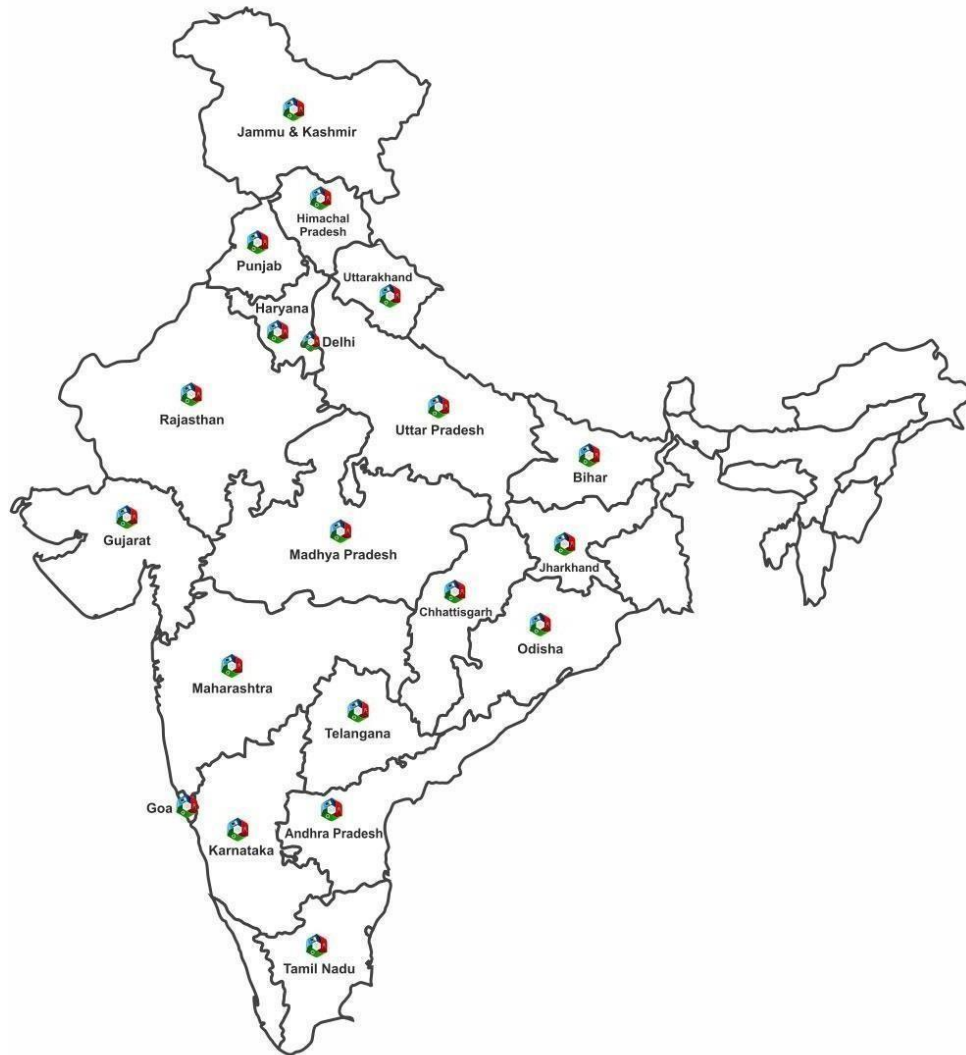 Jammu & Kashmir
Himachal
Pradesh
Punjab
Uttarakhand
Haryana
Delhi
Rajasthan
Uttar Pradesh
Bihar
Gujarat
Madhya Pradesh
Jharkhand
Chhattisgarh
Odisha
Maharashtra
Telangana
Goa
Andhra Pradesh
Karnataka
Tamil Nadu